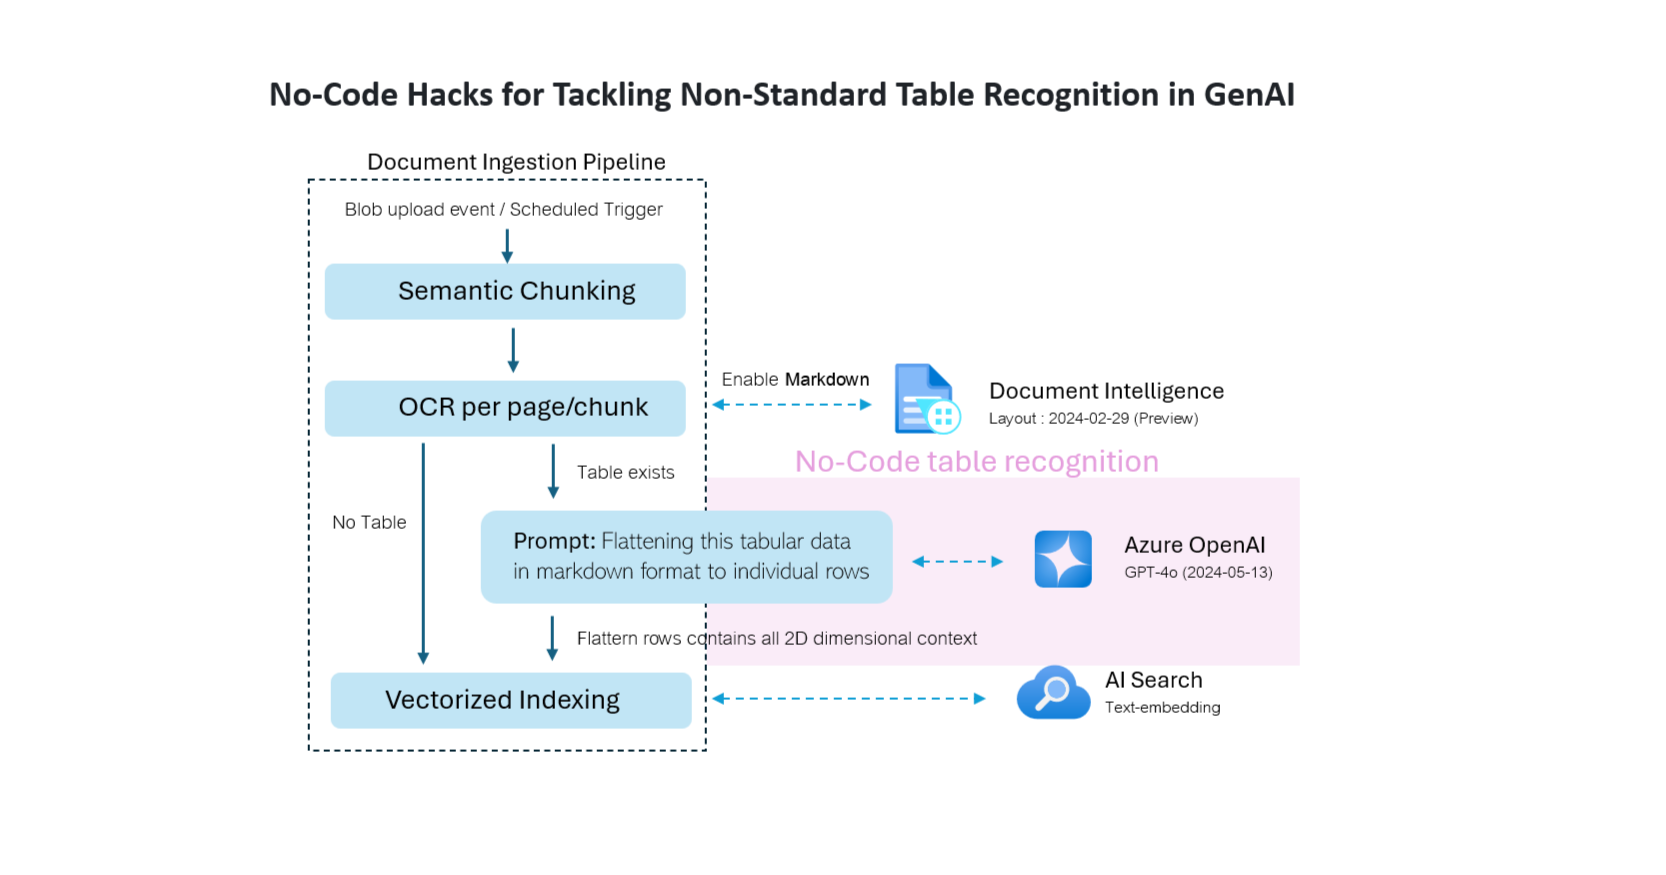 No-Code Hacks for Tackling Non-Standard Table Recognition in GenAI
Document Ingestion Pipeline
Blob upload event / Scheduled Trigger
Semantic Chunking
OCR per page/chunk
Enable Markdown
Document Intelligence
Layout : 2024-02-29 (Preview)
No-Code table recognition
Table exists
No Table
Prompt: Flattening this tabular data
in markdown format to individual rows
Azure OpenAI
GPT-4o (2024-05-13)
Flattern rows contains all 2D dimensional context
Vectorized Indexing
AI Search
Text-embedding